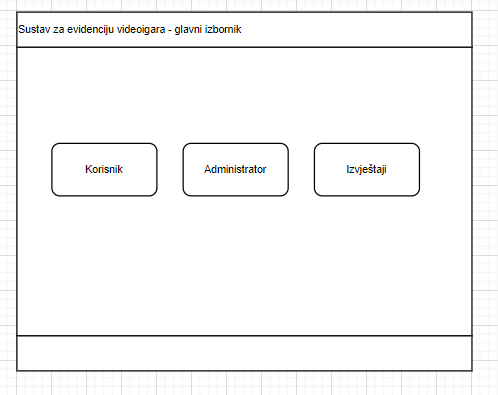 Sustav za evidenciju videoigara - glavni izbornik
Korisnik
Administrator
Izvještaji